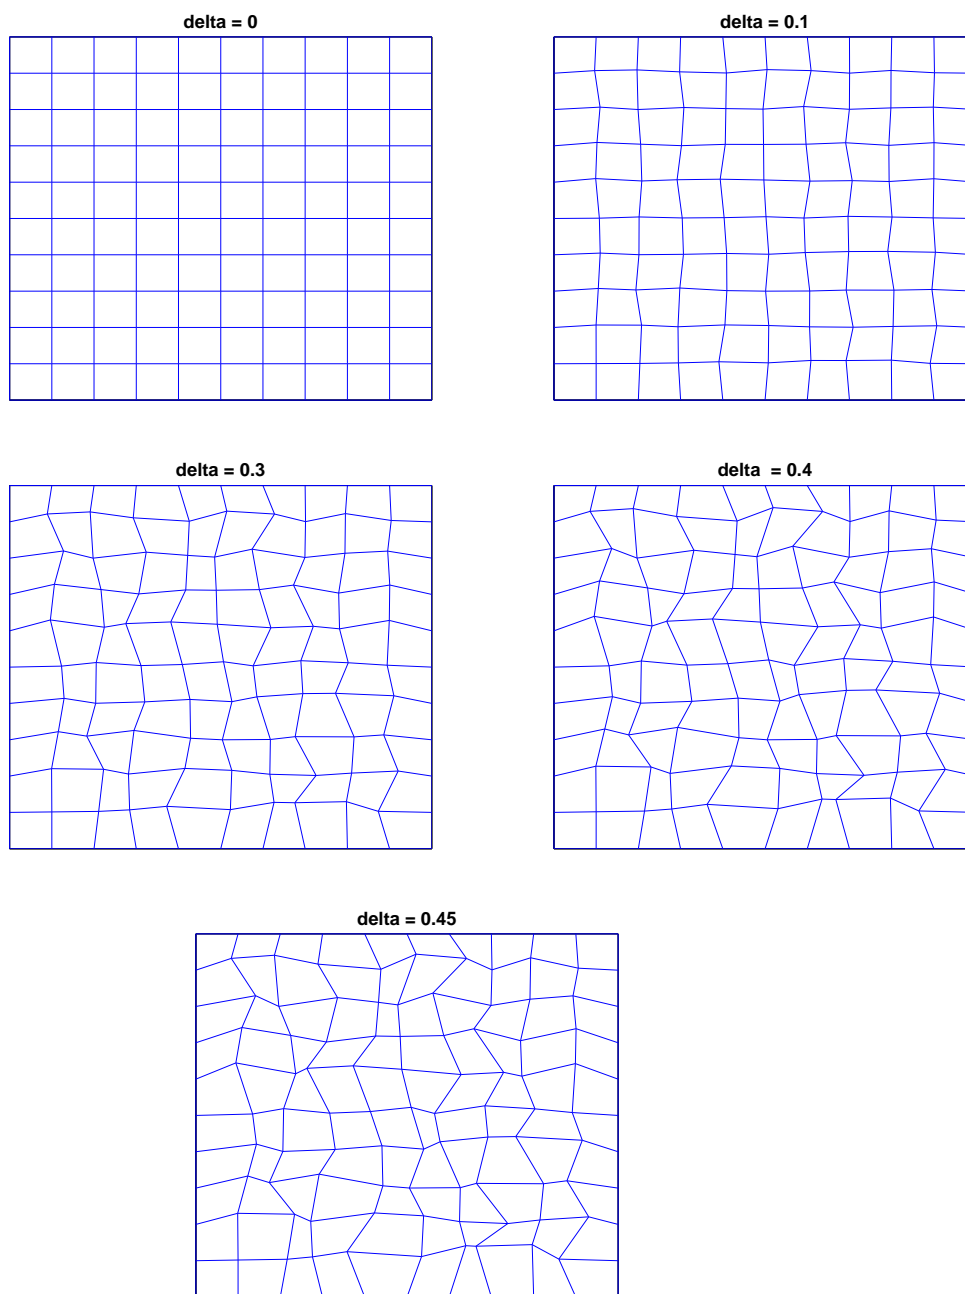 delta = 0
delta = 0.1
delta = 0.3
delta  = 0.4
delta = 0.45